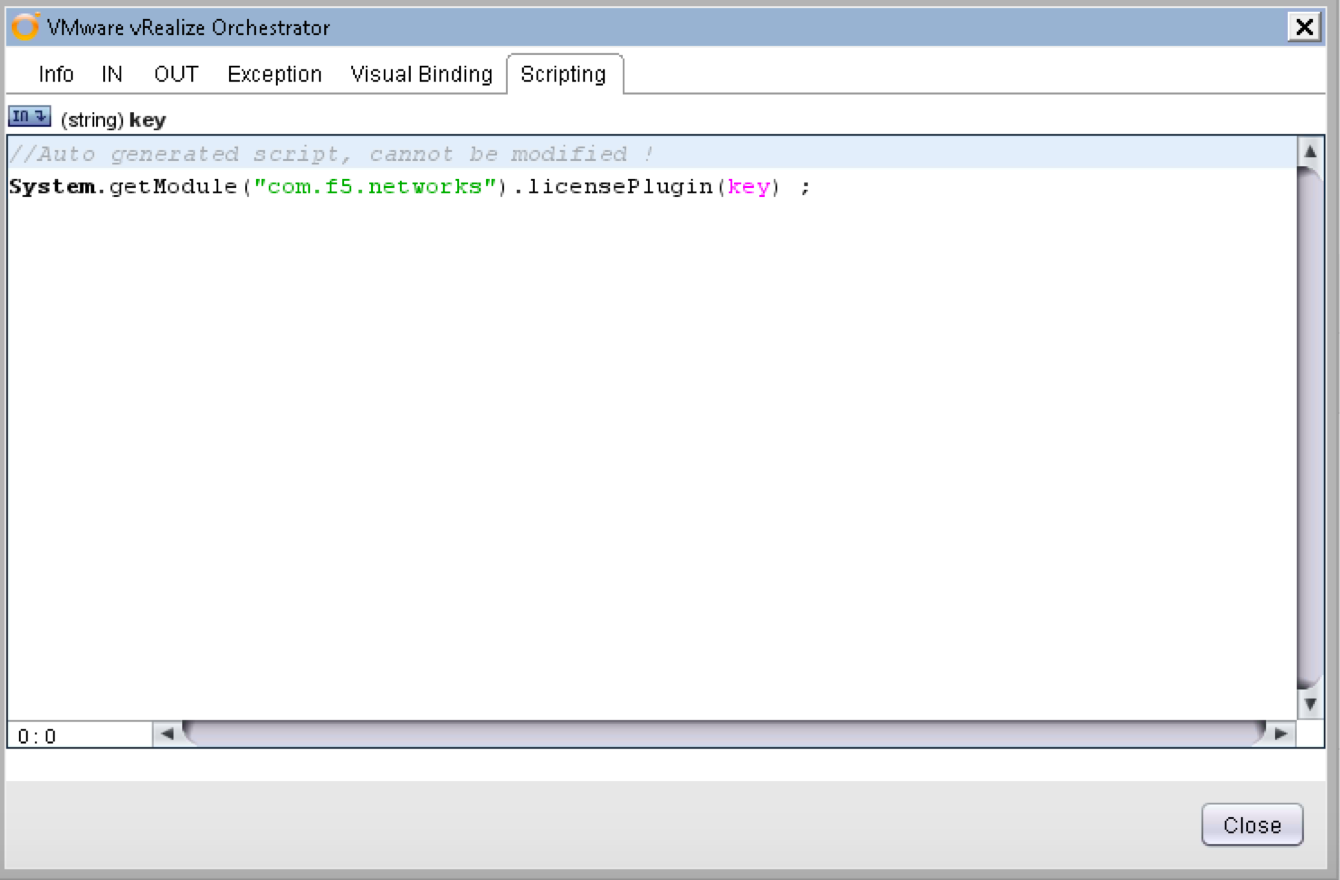 VMware vRealize Orchestrator
Info IN OUT Exception Visual Binding Scripting
IN (string) key
//Auto generated script, cannot be modified !
System.getModule("com.f5.networks").licensePlugin(key) ;
0:0
Close